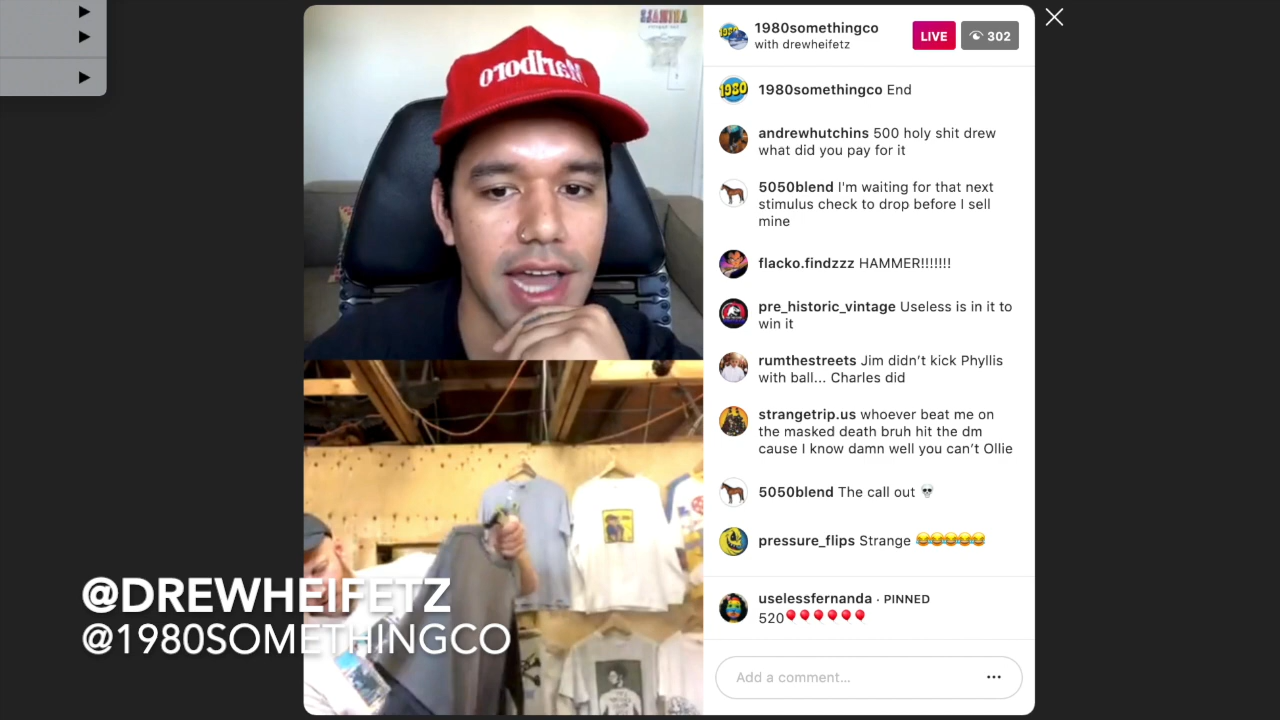 Marlboro
1980somethingco
with drewheifetz
LIVE
302
1980
1980somethingco End
andrewhutchins 500 holy shit drew
what did you pay for it
5050blend I'm waiting for that next
stimulus check to drop before I sell
mine
flacko.findzzz HAMMER!!!!!!!
pre_historic_vintage Useless is in it to
win it
rumthestreets Jim didn’t kick Phyllis
with ball... Charles did
strangetrip.us whoever beat me on
the masked death bruh hit the dm
cause I know damn well you can’t Ollie
5050blend The call out 💀
pressure_flips Strange 😂😂😂😂😂
uselessfernanda · PINNED
520🎈🎈🎈🎈🎈🎈
Add a comment...
@DREWHEIFETZ
@1980SOMETHINGCO